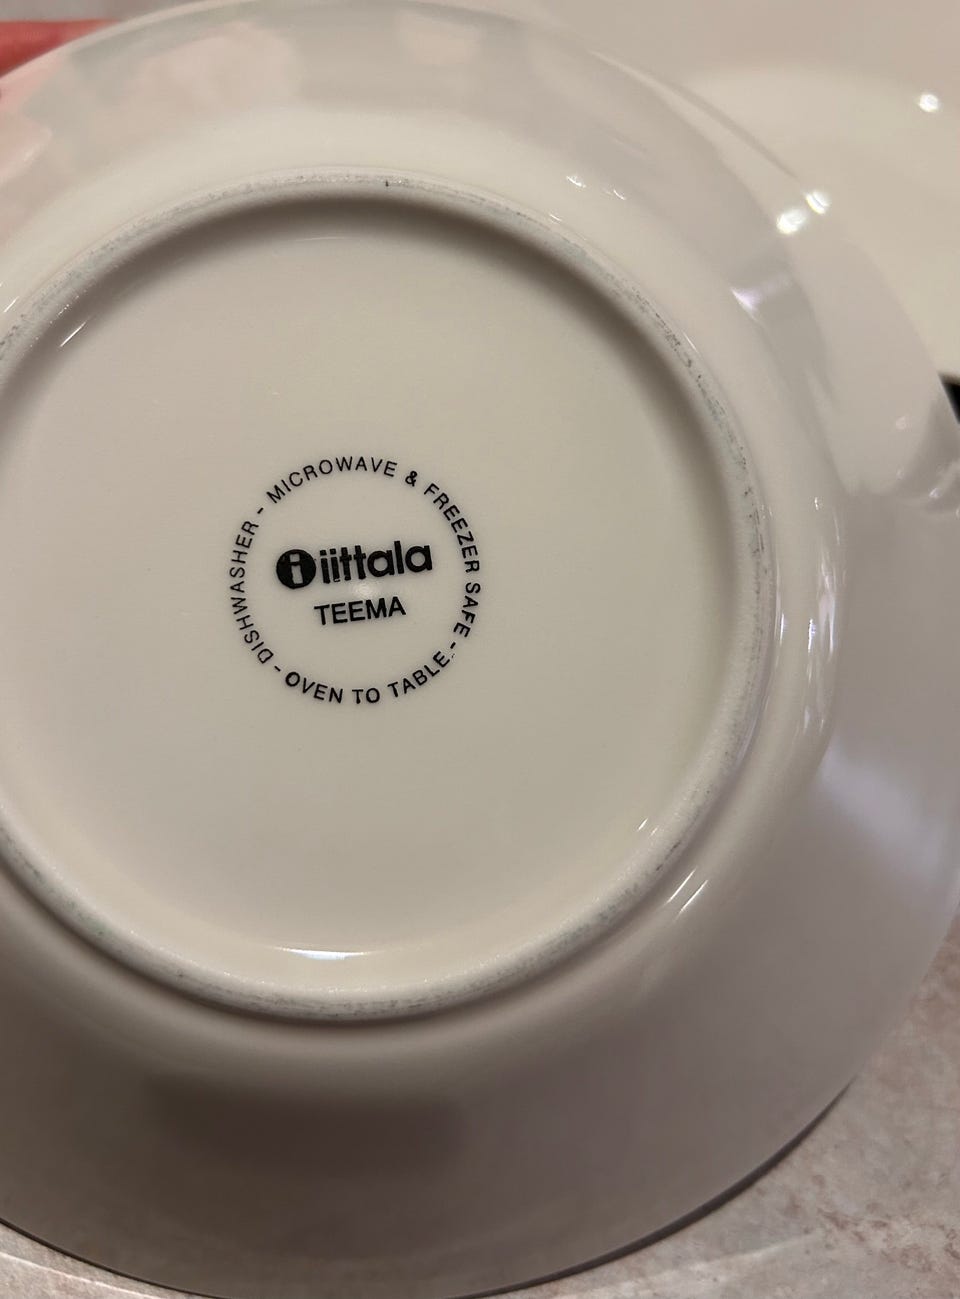 DISHWASHER - MICROWAVE & FREEZER SAFE -
i iittala
TEEMA
- OVEN TO TABLE -